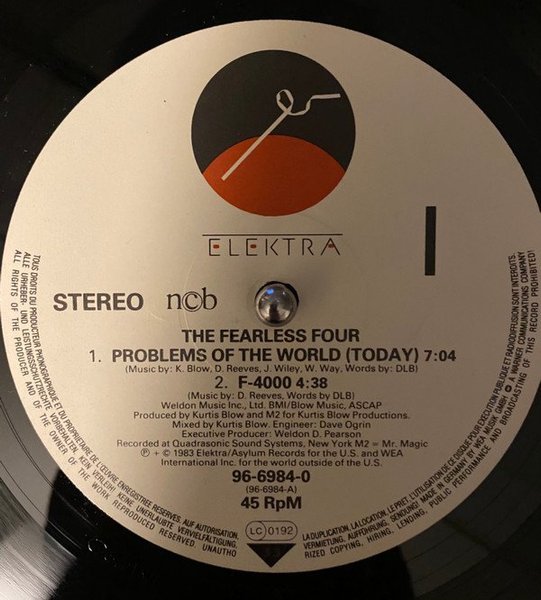 ELEKTRA
I
STEREO ncb
THE FEARLESS FOUR
1. PROBLEMS OF THE WORLD (TODAY) 7:04
(Music by: K. Blow, D. Reeves, J. Wiley, W. Way, Words by: DLB)
2. F-4000 4:38
(Music by: D. Reeves, Words by DLB)
Weldon Music Inc., Ltd. BMI/Blow Music, ASCAP
Produced by Kurtis Blow and M2 for Kurtis Blow Productions.
Mixed by Kurtis Blow. Engineer: Dave Ogrin
Executive Producer: Weldon D. Pearson
Recorded at Quadrasonic Sound Systems, New York M2 = Mr. Magic
℗ + © 1983 Elektra/Asylum Records for the U.S. and WEA
International Inc. for the world outside of the U.S.
96-6984-0
(96-6984-A)
45 RpM
LC 0192
TOUS DROITS DU PRODUCTEUR PHONOGRAPHIQUE ET DU PROPRIETAIRE DE L'ŒUVRE ENREGISTREE RESERVES. SAUF AUTORISATION, LA DUPLICATION, LA LOCATION, LE PRET, L'UTILISATION DE CE DISQUE POUR EXECUTION PUBLIQUE ET RADIODIFFUSION SONT INTERDITS.
ALLE URHEBER- UND LEISTUNGSSCHUTZRECHTE VORBEHALTEN. KEIN VERLEIH! KEINE UNERLAUBTE VERVIELFÄLTIGUNG, VERMIETUNG, AUFFÜHRUNG, SENDUNG! MADE IN GERMANY BY WEA MUSIK GMBH. A WARNER COMMUNICATIONS COMPANY
ALL RIGHTS OF THE PRODUCER AND OF THE OWNER OF THE WORK REPRODUCED RESERVED. UNAUTHORIZED COPYING, HIRING, LENDING, PUBLIC PERFORMANCE AND BROADCASTING OF THIS RECORD PROHIBITED!